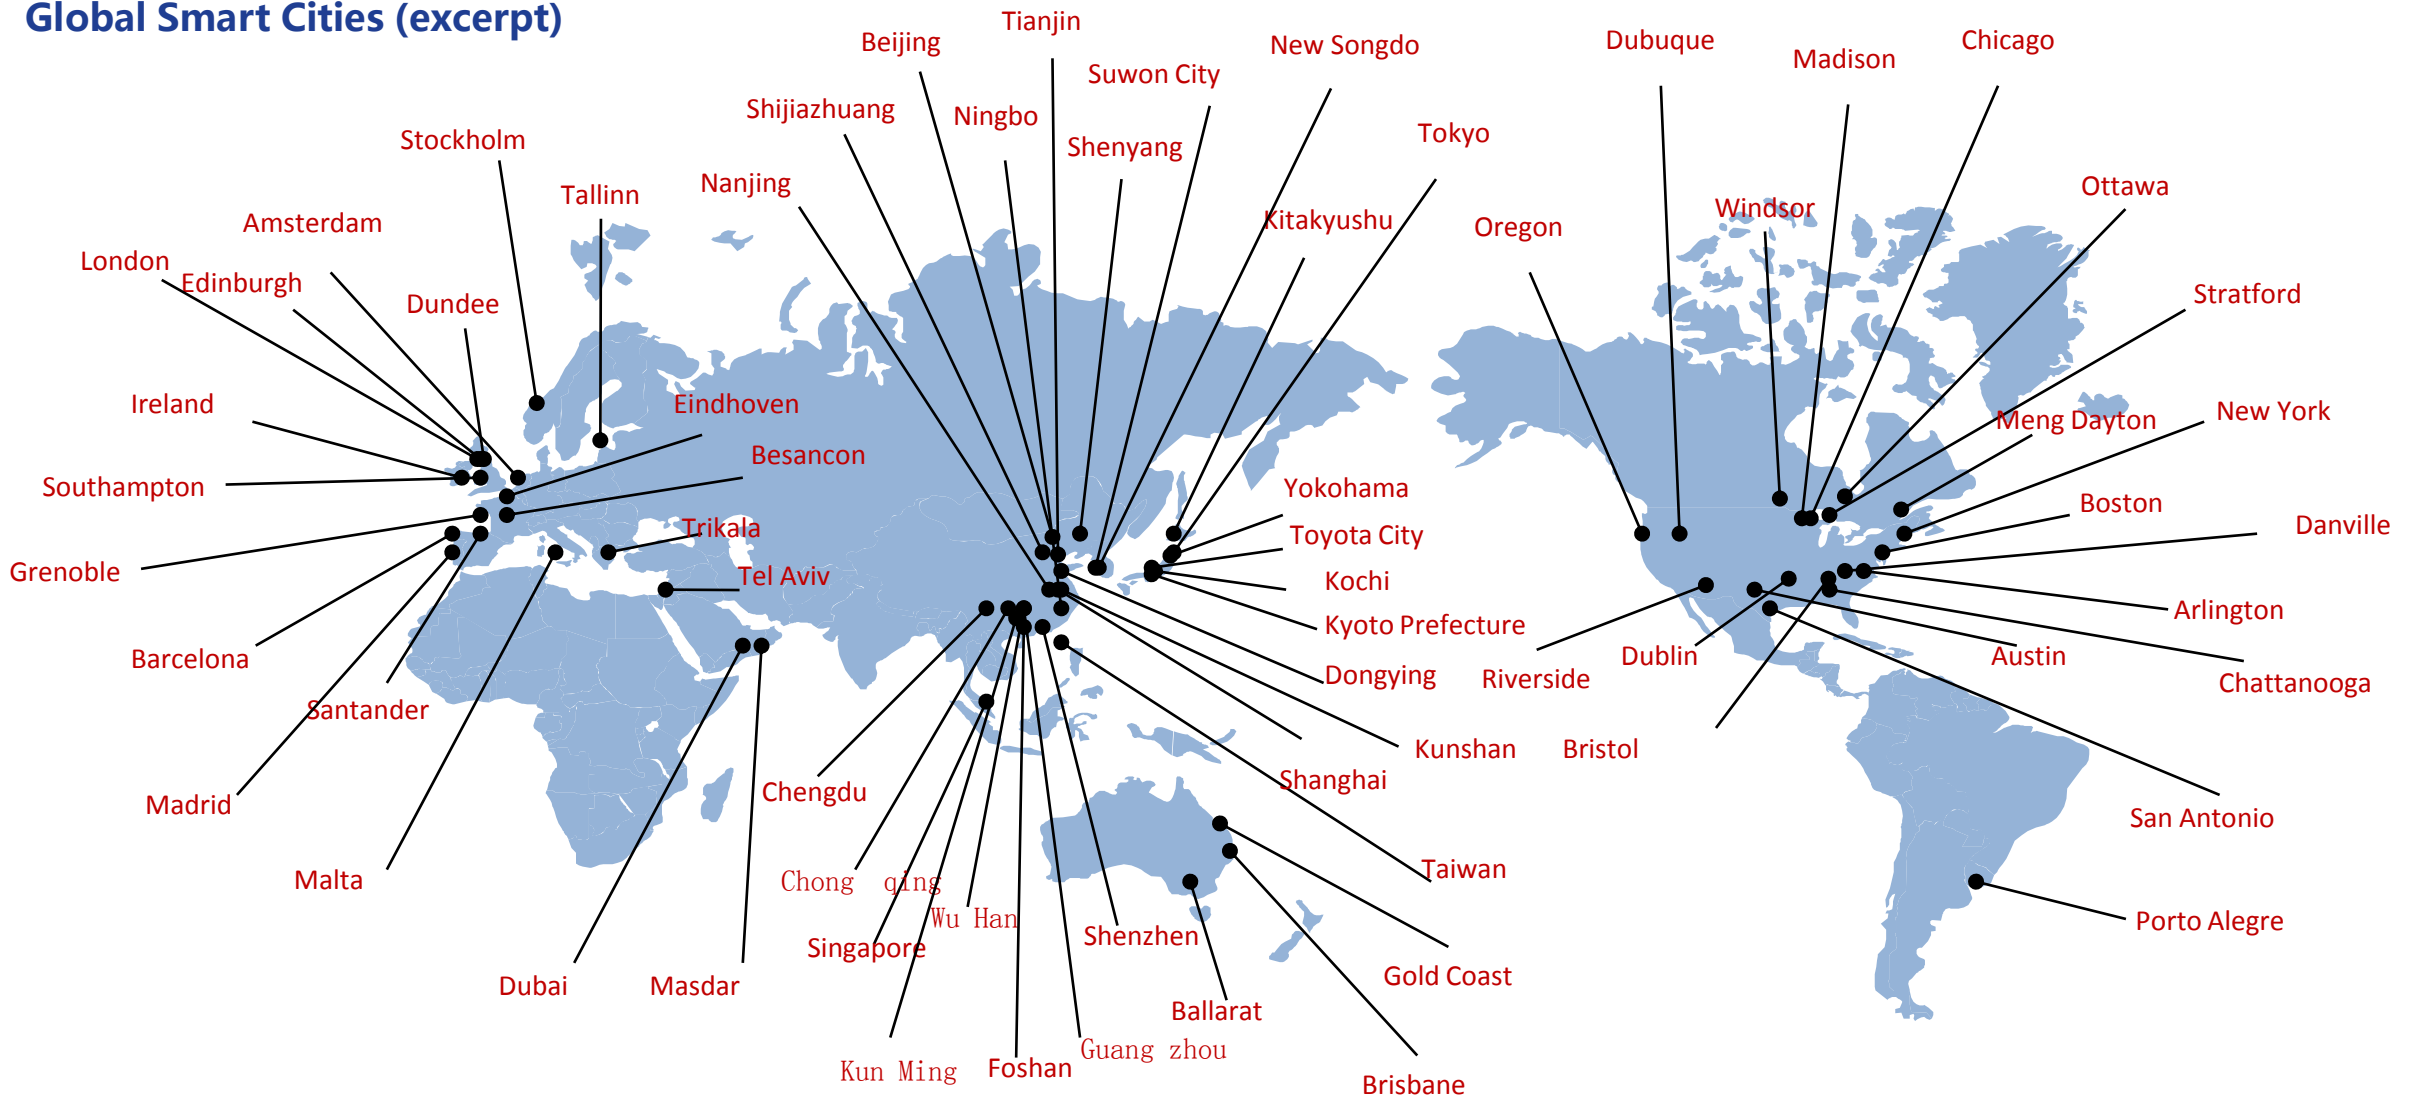 Global Smart Cities (excerpt)
Tianjin
Beijing
New Songdo
Dubuque
Chicago
Madison
Suwon City
Shijiazhuang
Ningbo
Tokyo
Stockholm
Shenyang
Nanjing
Tallinn
Ottawa
Windsor
Amsterdam
Kitakyushu
Oregon
London
Edinburgh
Dundee
Stratford
Ireland
Eindhoven
Meng Dayton
New York
Besancon
Southampton
Yokohama
Boston
Trikala
Toyota City
Danville
Grenoble
Tel Aviv
Kochi
Arlington
Kyoto Prefecture
Barcelona
Dublin
Austin
Dongying
Riverside
Chattanooga
Santander
Kunshan
Bristol
Shanghai
Chengdu
Madrid
San Antonio
Malta
Chong qing
Taiwan
Wu Han
Porto Alegre
Singapore
Shenzhen
Dubai
Masdar
Gold Coast
Ballarat
Guang zhou
Kun Ming
Foshan
Brisbane